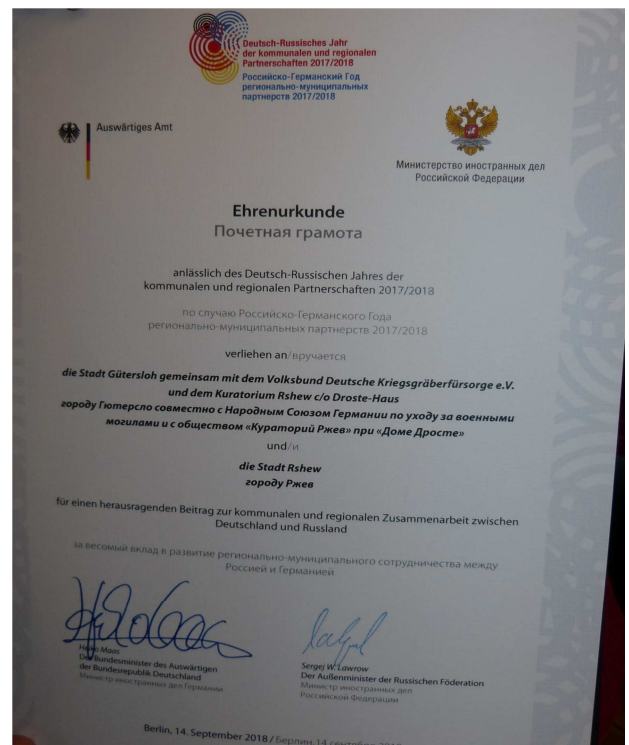 Deutsch-Russisches Jahr
der kommunalen und regionalen
Partnerschaften 2017/2018
Российско-Германский Год
регионально-муниципальных
партнерств 2017/2018
Auswärtiges Amt
Министерство иностранных дел
Российской Федерации
Ehrenurkunde
Почетная грамота
anlässlich des Deutsch-Russischen Jahres der
kommunalen und regionalen Partnerschaften 2017/2018
по случаю Российско-Германского Года
регионально-муниципальных партнерств 2017/2018
verliehen an/вручается
die Stadt Gütersloh gemeinsam mit dem Volksbund Deutsche Kriegsgräberfürsorge e.V.
und dem Kuratorium Rshew c/o Droste-Haus
городу Гютерсло совместно с Народным Союзом Германии по уходу за военными
могилами и с обществом «Кураторий Ржев» при «Доме Дросте»
und/и
die Stadt Rshew
городу Ржев
für einen herausragenden Beitrag zur kommunalen und regionalen Zusammenarbeit zwischen
Deutschland und Russland
за весомый вклад в развитие регионально-муниципального сотрудничества между
Россией и Германией
Heiko Maas
Der Bundesminister des Auswärtigen
der Bundesrepublik Deutschland
Министр иностранных дел Германии
Sergej W. Lawrow
Der Außenminister der Russischen Föderation
Министр иностранных дел
Российской Федерации
Berlin, 14. September 2018 / Берлин, 14 сентября 2018